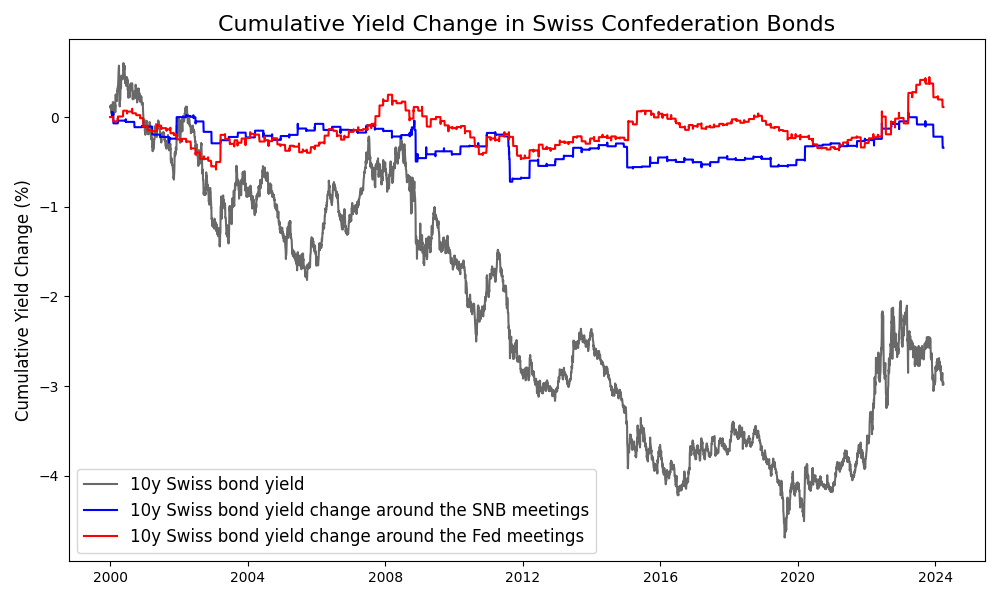 Cumulative Yield Change in Swiss Confederation Bonds
Cumulative Yield Change (%)
0
−1
−2
−3
−4
10y Swiss bond yield
10y Swiss bond yield change around the SNB meetings
10y Swiss bond yield change around the Fed meetings
2000 2004 2008 2012 2016 2020 2024